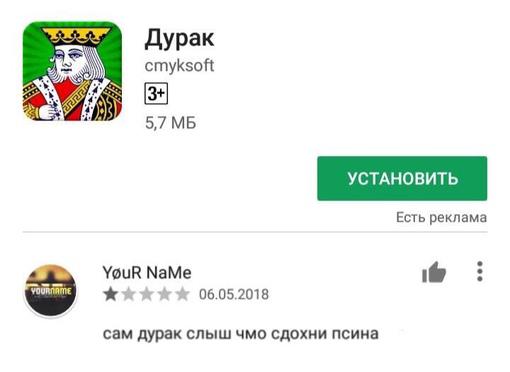 Дурак
cmyksoft
3+
5,7 МБ
УСТАНОВИТЬ
Есть реклама
YøuR NaMe
YOURNAME
06.05.2018
сам дурак слыш чмо сдохни псина